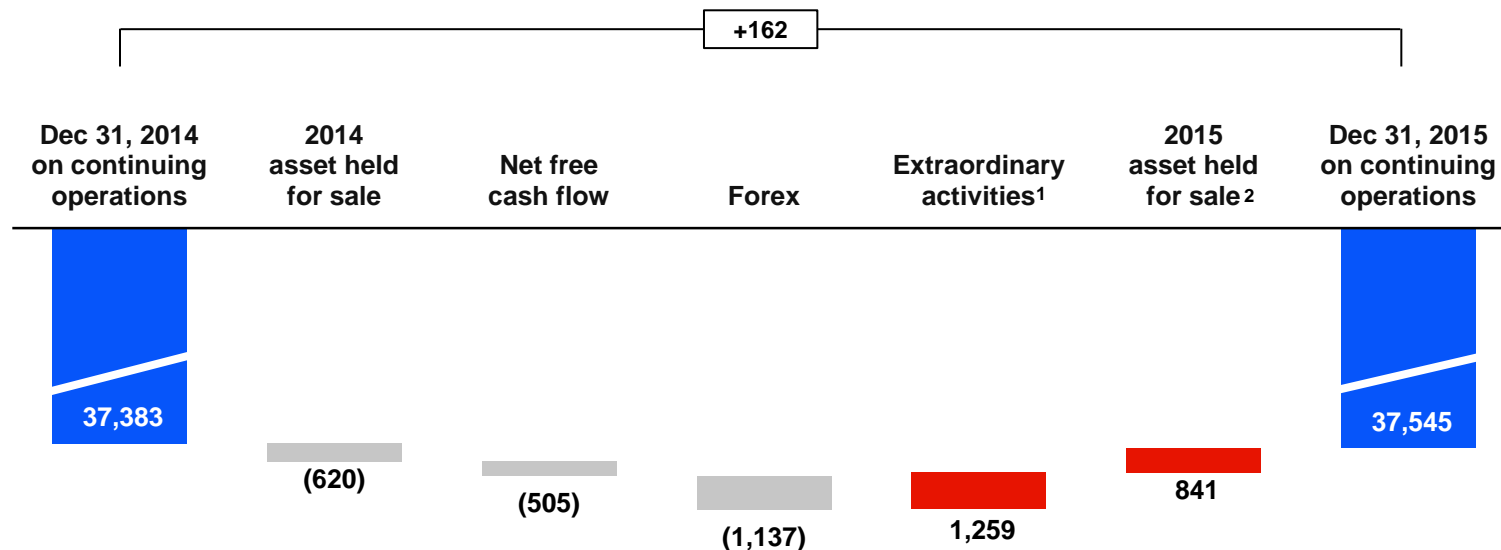 +162
Dec 31, 2014
on continuing
operations
2014
asset held
for sale
Net free
cash flow
Forex
Extraordinary
activities1
2015
asset held
for sale 2
Dec 31, 2015
on continuing
operations
37,383
(620)
(505)
(1,137)
1,259
841
37,545